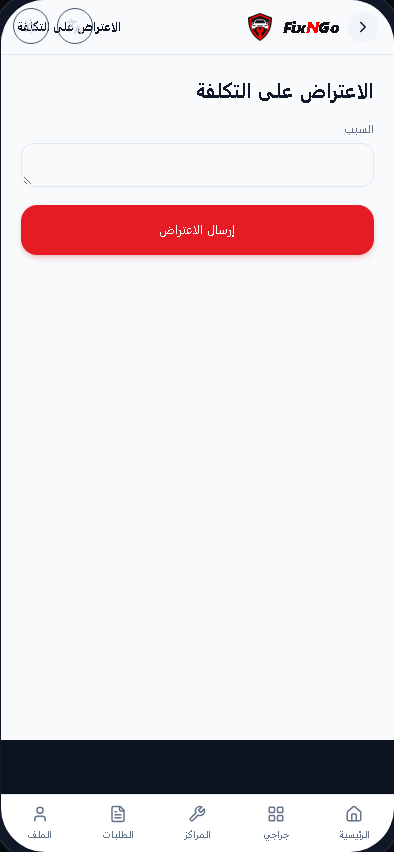 FixNGo
الاعتراض على التكلفة
الاعتراض على التكلفة
السبب
إرسال الاعتراض
الرئيسية
جراجي
المراكز
الطلبات
الملف